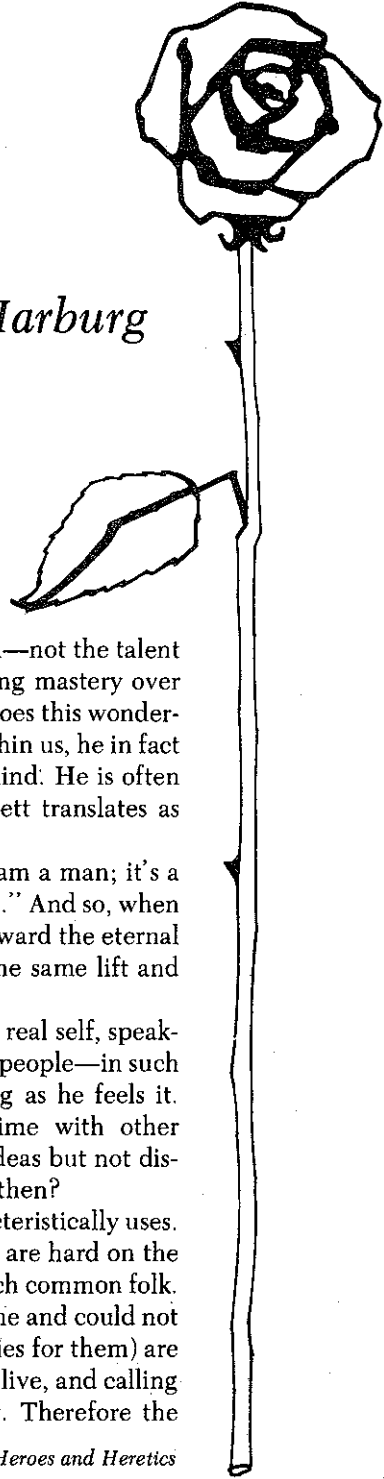 Harburg
—not the talent
ng mastery over
oes this wonder-
hin us, he in fact
ind. He is often
ett translates as
am a man; it's a
." And so, when
ward the eternal
he same lift and
real self, speak-
people—in such
g as he feels it.
ime with other
deas but not dis-
then?
cteristically uses.
are hard on the
ch common folk.
ne and could not
ies for them) are
live, and calling
. Therefore the
Heroes and Heretics